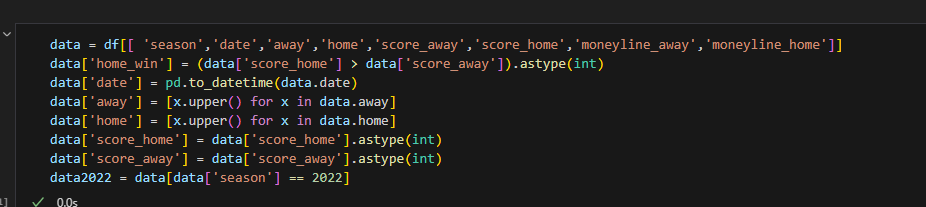 data = df[[ 'season','date','away','home','score_away','score_home','moneyline_away','moneyline_home']]
data['home_win'] = (data['score_home'] > data['score_away']).astype(int)
data['date'] = pd.to_datetime(data.date)
data['away'] = [x.upper() for x in data.away]
data['home'] = [x.upper() for x in data.home]
data['score_home'] = data['score_home'].astype(int)
data['score_away'] = data['score_away'].astype(int)
data2022 = data[data['season'] == 2022]
0.0s